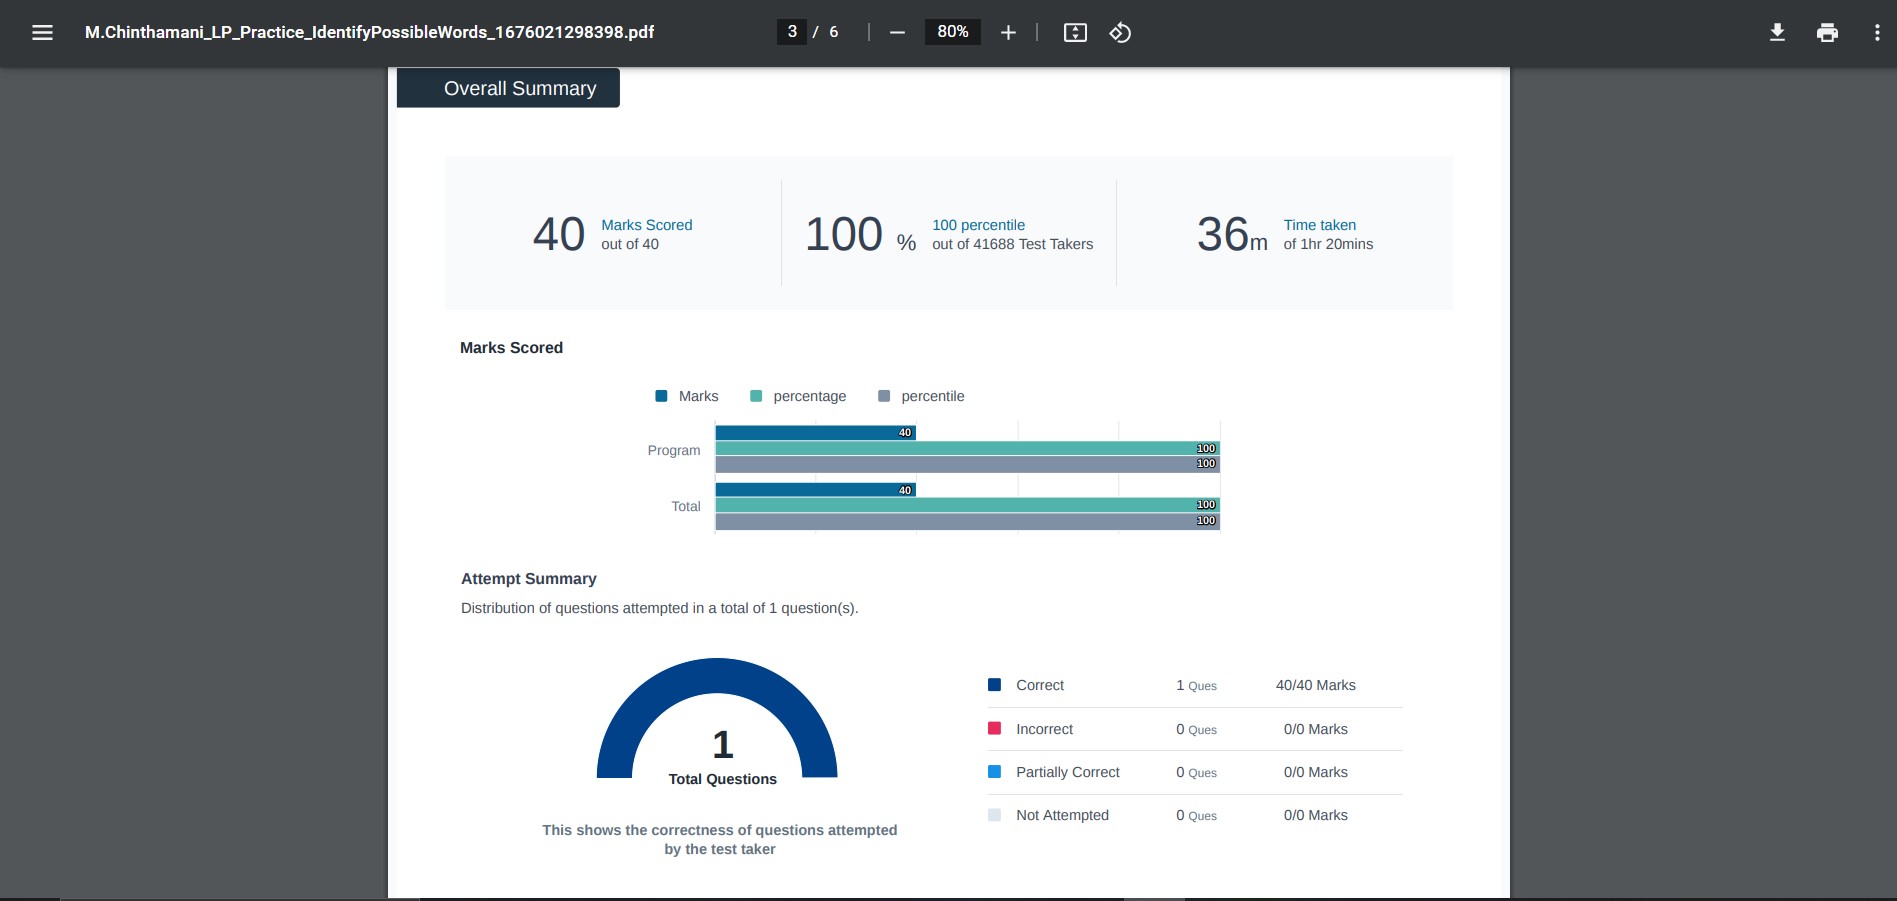 M.Chinthamani_LP_Practice_IdentifyPossibleWords_1676021298398.pdf
3 / 6
80%
Overall Summary
40 Marks Scored
out of 40
100 % 100 percentile
out of 41688 Test Takers
36m Time taken
of 1hr 20mins
Marks Scored
Marks percentage percentile
Program 40
100
100
Total 40
100
100
Attempt Summary
Distribution of questions attempted in a total of 1 question(s).
1
Total Questions
This shows the correctness of questions attempted
by the test taker
Correct 1 Ques 40/40 Marks
Incorrect 0 Ques 0/0 Marks
Partially Correct 0 Ques 0/0 Marks
Not Attempted 0 Ques 0/0 Marks